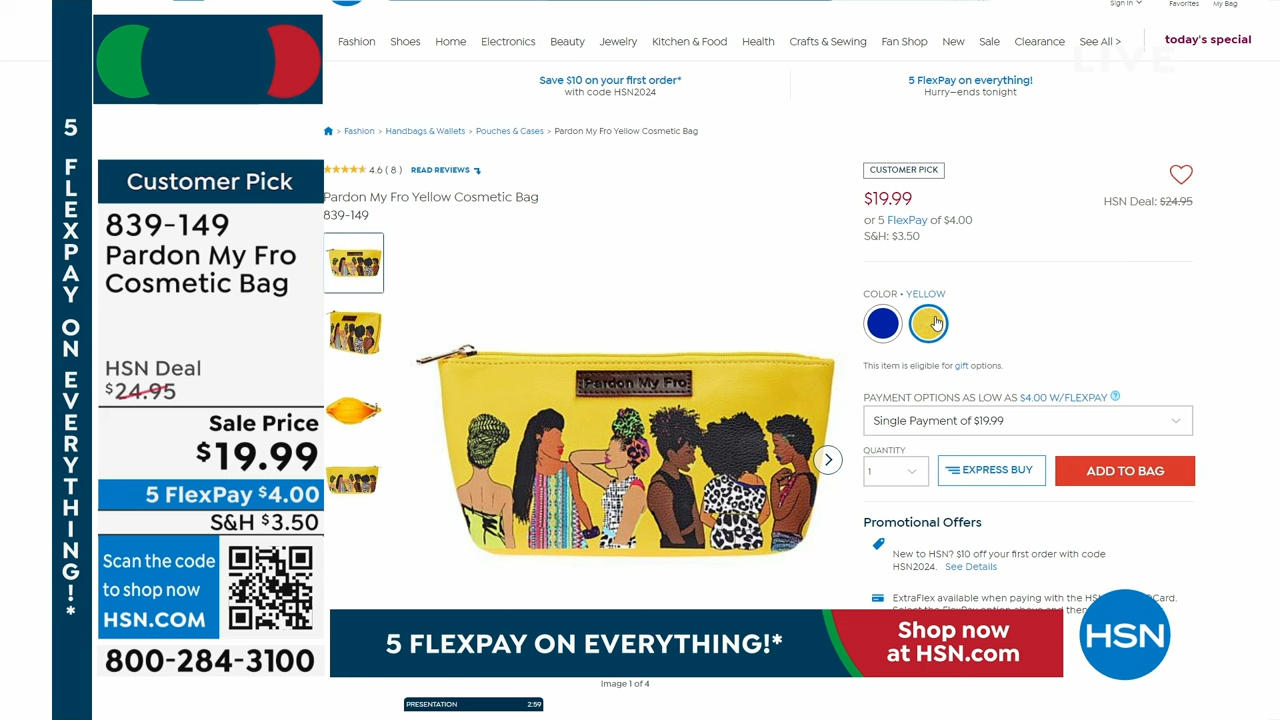 Sign In
Favorites
My Bag
Fashion
Shoes
Home
Electronics
Beauty
Jewelry
Kitchen & Food
Health
Crafts & Sewing
Fan Shop
New
Sale
Clearance
See All >
today's special
LIVE
Save $10 on your first order*
with code HSN2024
5 FlexPay on everything!
Hurry—ends tonight
5 FLEXPAY ON EVERYTHING!*
> Fashion > Handbags & Wallets > Pouches & Cases > Pardon My Fro Yellow Cosmetic Bag
4.6 ( 8 ) READ REVIEWS
Pardon My Fro Yellow Cosmetic Bag
839-149
Customer Pick
839-149
Pardon My Fro
Cosmetic Bag
HSN Deal
$24.95
Sale Price
$19.99
5 FlexPay $4.00
S&H $3.50
Scan the code
to shop now
HSN.COM
800-284-3100
Pardon My Fro
CUSTOMER PICK
$19.99
HSN Deal: $24.95
or 5 FlexPay of $4.00
S&H: $3.50
COLOR • YELLOW
This item is eligible for gift options.
PAYMENT OPTIONS AS LOW AS $4.00 W/FLEXPAY ?
Single Payment of $19.99
QUANTITY
1
EXPRESS BUY
ADD TO BAG
Promotional Offers
New to HSN? $10 off your first order with code
HSN2024. See Details
ExtraFlex available when paying with the HS Card.
5 FLEXPAY ON EVERYTHING!*
Shop now
at HSN.com
HSN
Image 1 of 4
PRESENTATION 2:59